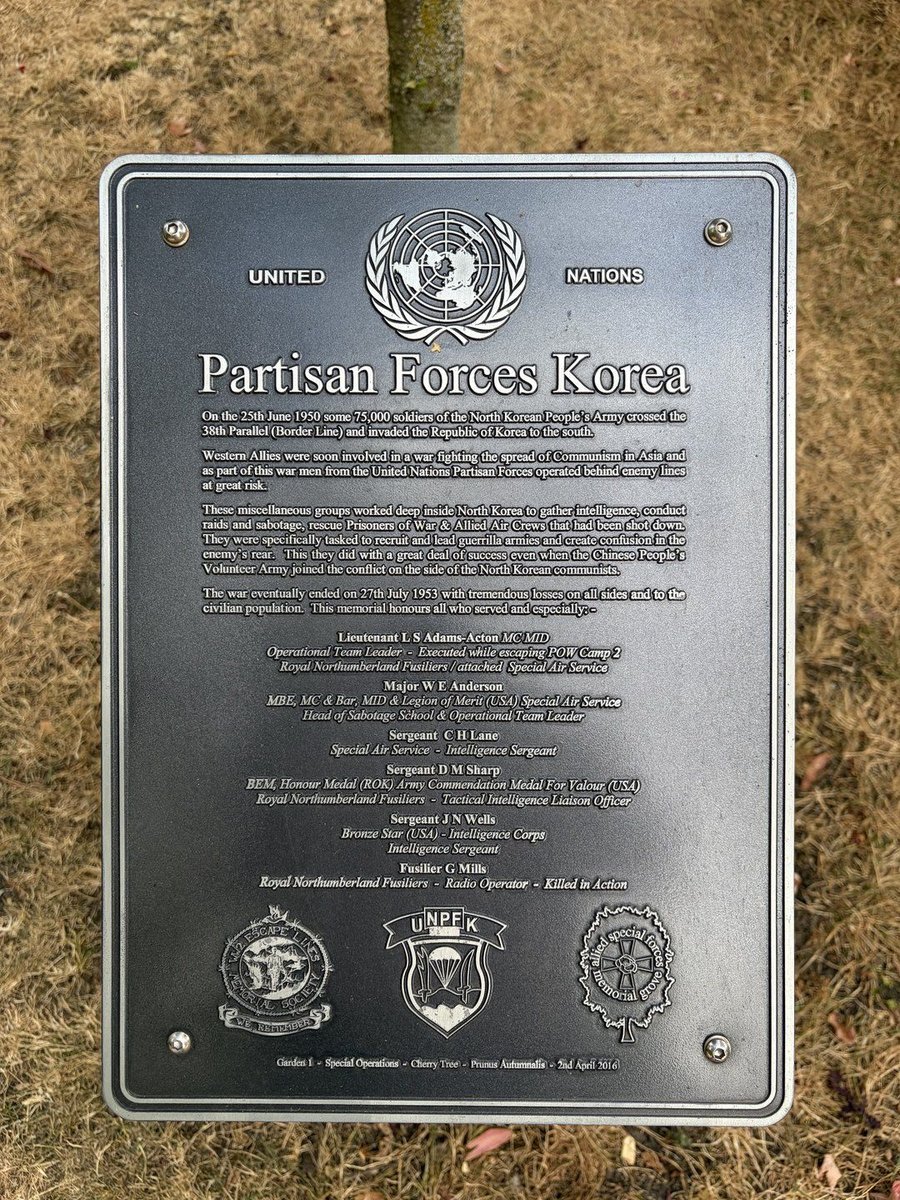 UNITED NATIONS
Partisan Forces Korea
On the 25th June 1950 some 75,000 soldiers of the North Korean People's Army crossed the
38th Parallel (Border Line) and invaded the Republic of Korea to the south.
Western Allies were soon involved in a war fighting the spread of Communism in Asia and
as part of this war men from the United Nations Partisan Forces operated behind enemy lines
at great risk.
These miscellaneous groups worked deep inside North Korea to gather intelligence, conduct
raids and sabotage, rescue Prisoners of War & Allied Air Crews that had been shot down.
They were specifically tasked to recruit and lead guerrilla armies and create confusion in the
enemy's rear. This they did with a great deal of success even when the Chinese People's
Volunteer Army joined the conflict on the side of the North Korean communists.
The war eventually ended on 27th July 1953 with tremendous losses on all sides and to the
civilian population. This memorial honours all who served and especially: -
Lieutenant L S Adams-Acton MC MID
Operational Team Leader - Executed while escaping POW Camp 2
Royal Northumberland Fusiliers / attached Special Air Service
Major W E Anderson
MBE, MC & Bar, MID & Legion of Merit (USA) Special Air Service
Head of Sabotage School & Operational Team Leader
Sergeant C H Lane
Special Air Service - Intelligence Sergeant
Sergeant D M Sharp
BEM, Honour Medal (ROK) Army Commendation Medal For Valour (USA)
Royal Northumberland Fusiliers - Tactical Intelligence Liaison Officer
Sergeant J N Wells
Bronze Star (USA) - Intelligence Corps
Intelligence Sergeant
Fusilier G Mills
Royal Northumberland Fusiliers - Radio Operator - Killed in Action
WW2 ESCAPE LINES
MEMORIAL SOCIETY
WE REMEMBER
UNPFK
allied special forces
memorial grove
Garden 1 - Special Operations - Cherry Tree - Prunus Autumnalis - 2nd April 2016